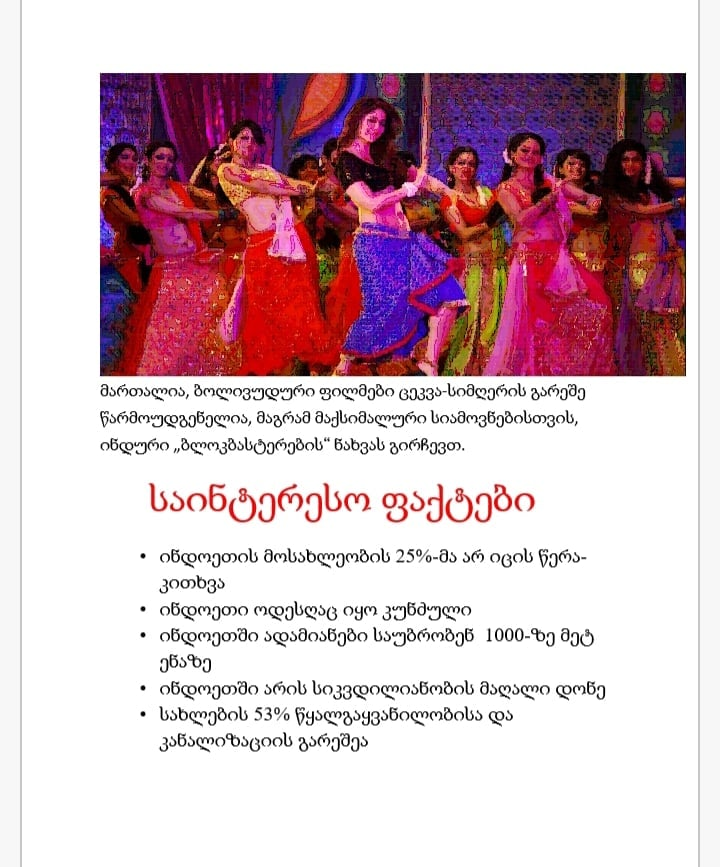 მართალია, ბოლივუდური ფილმები ცეკვა-სიმღერის გარეშე
წარმოუდგენელია, მაგრამ მაქსიმალური სიამოვნებისთვის,
ინდური „ბლოკბასტერების“ ნახვას გირჩევთ.
საინტერესო ფაქტები
• ინდოეთის მოსახლეობის 25%-მა არ იცის წერა-
კითხვა
• ინდოეთი ოდესღაც იყო კუნძული
• ინდოეთში ადამიანები საუბრობენ 1000-ზე მეტ
ენაზე
• ინდოეთში არის სიკვდილიანობის მაღალი დონე
• სახლების 53% წყალგაყვანილობისა და
კანალიზაციის გარეშეა